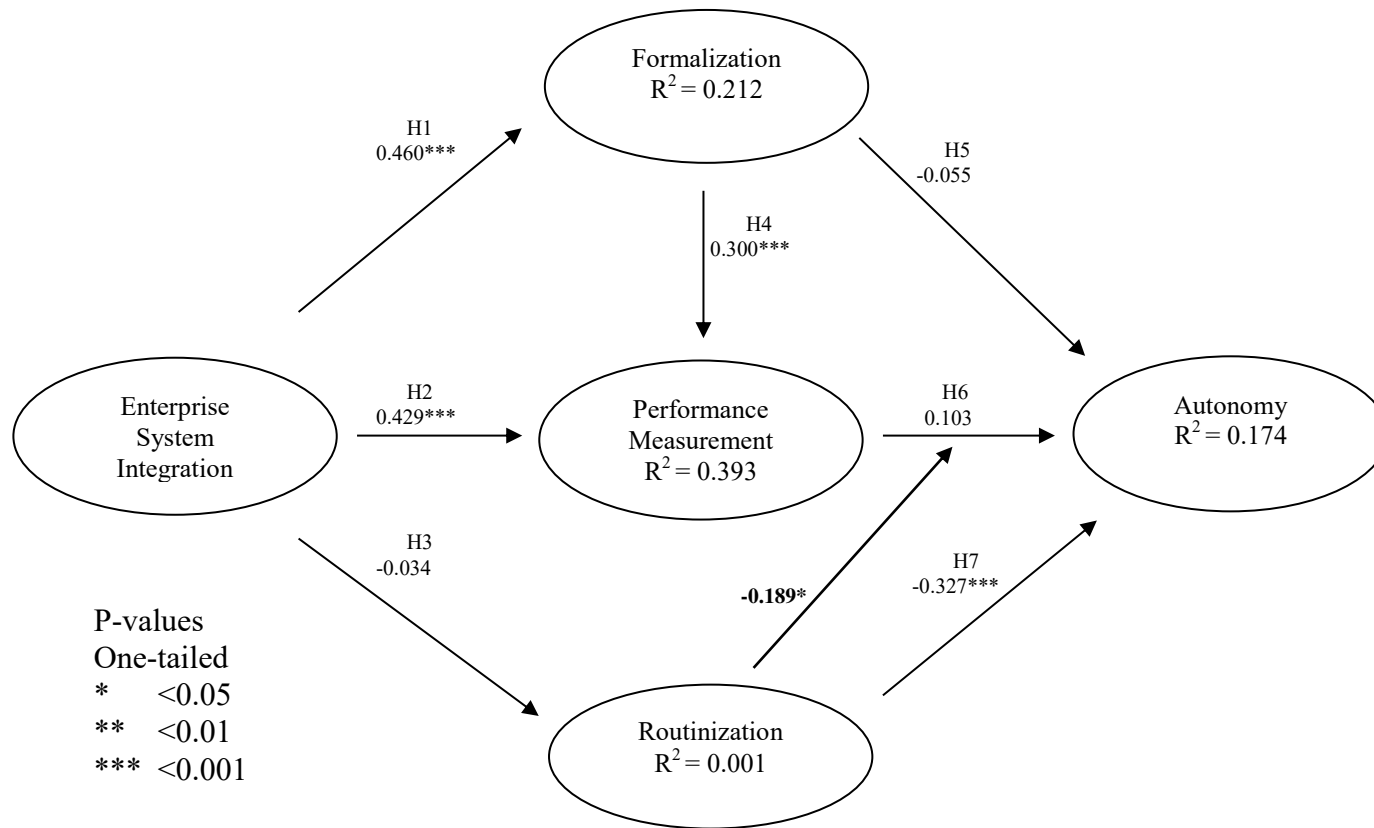 Formalization
R² = 0.212
H1
0.460***
H5
-0.055
H4
0.300***
Enterprise
System
Integration
H2
0.429***
Performance
Measurement
R² = 0.393
H6
0.103
Autonomy
R² = 0.174
H3
-0.034
-0.189*
H7
-0.327***
P-values
One-tailed
* <0.05
** <0.01
*** <0.001
Routinization
R² = 0.001